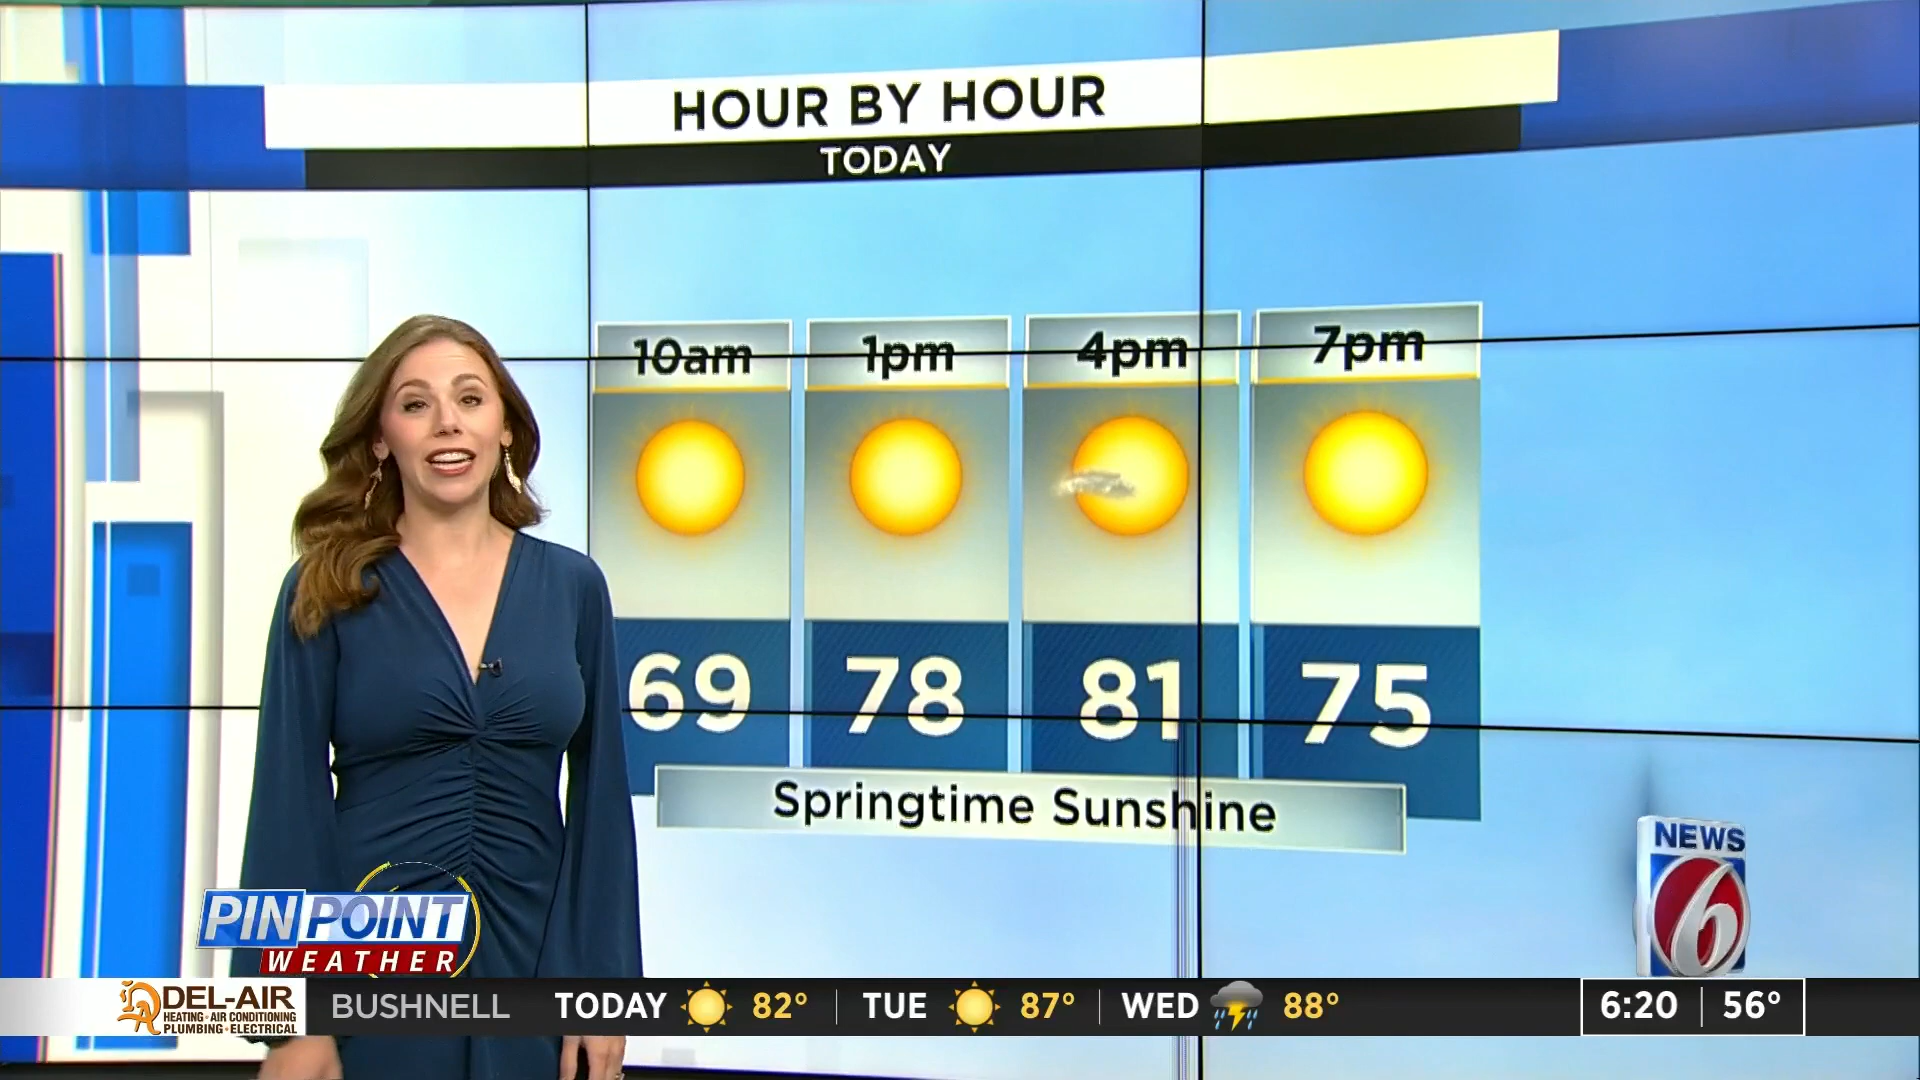 HOUR BY HOUR
TODAY
10am 1pm 4pm 7pm
69 78 81 75
Springtime Sunshine
NEWS
6
PINPOINT
WEATHER
DEL-AIR
HEATING · AIR CONDITIONING
PLUMBING · ELECTRICAL
BUSHNELL TODAY 82° TUE 87° WED 88°
6:20 56°